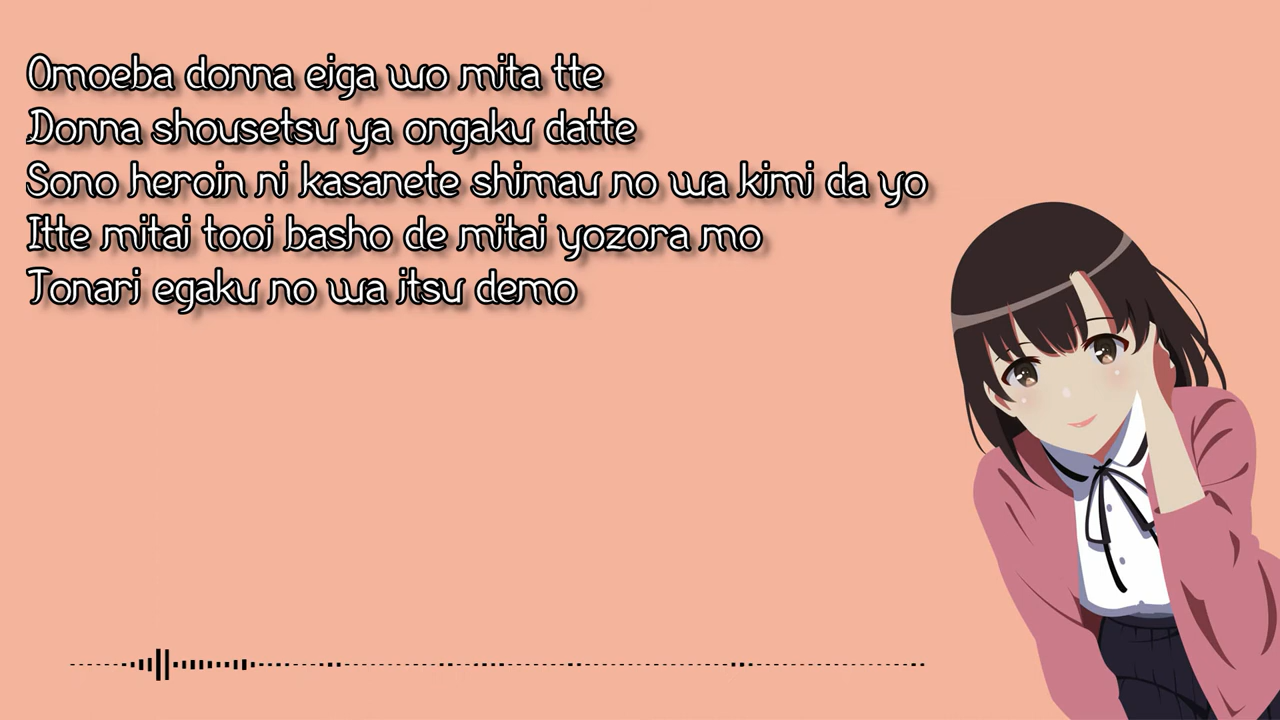 Omoeba donna eiga wo mita tte
Donna shousetsu ya ongaku datte
Sono heroin ni kasanete shimau no wa kimi da yo
Itte mitai tooi basho de mitai yozora mo
Tonari egaku no wa itsu demo